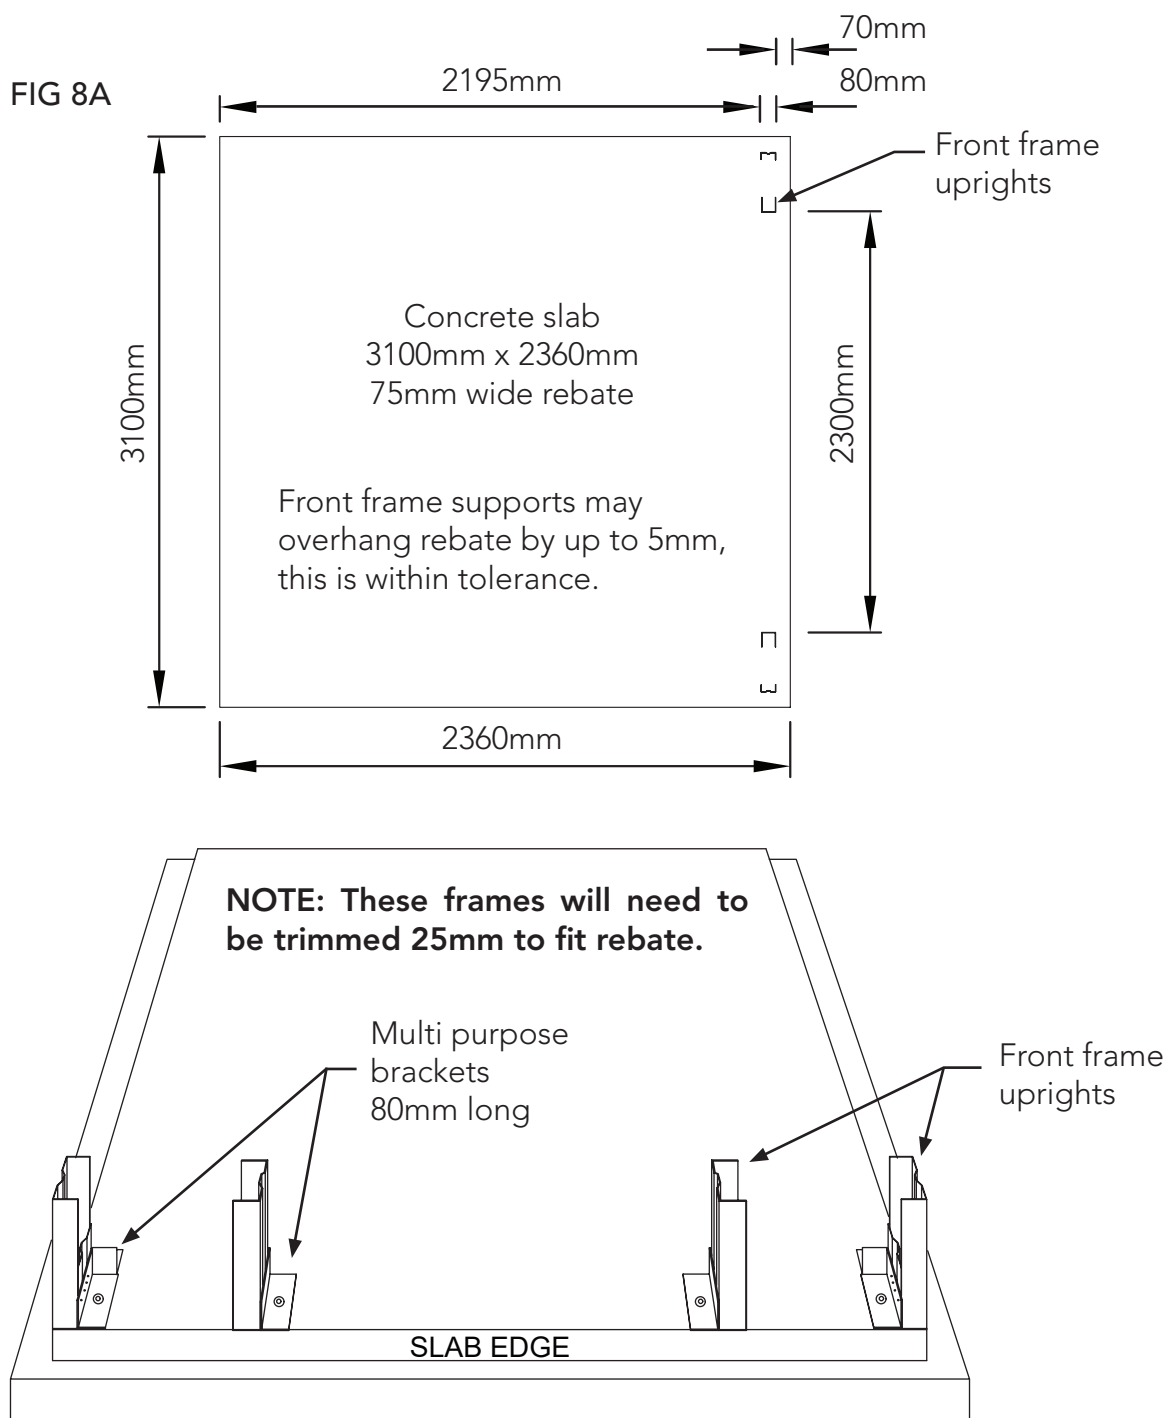 70mm
FIG 8A
2195mm
80mm
Front frame
uprights
Concrete slab
3100mm x 2360mm
75mm wide rebate
3100mm
2300mm
Front frame supports may
overhang rebate by up to 5mm,
this is within tolerance.
2360mm
NOTE: These frames will need to
be trimmed 25mm to fit rebate.
Multi purpose
brackets
80mm long
Front frame
uprights
SLAB EDGE